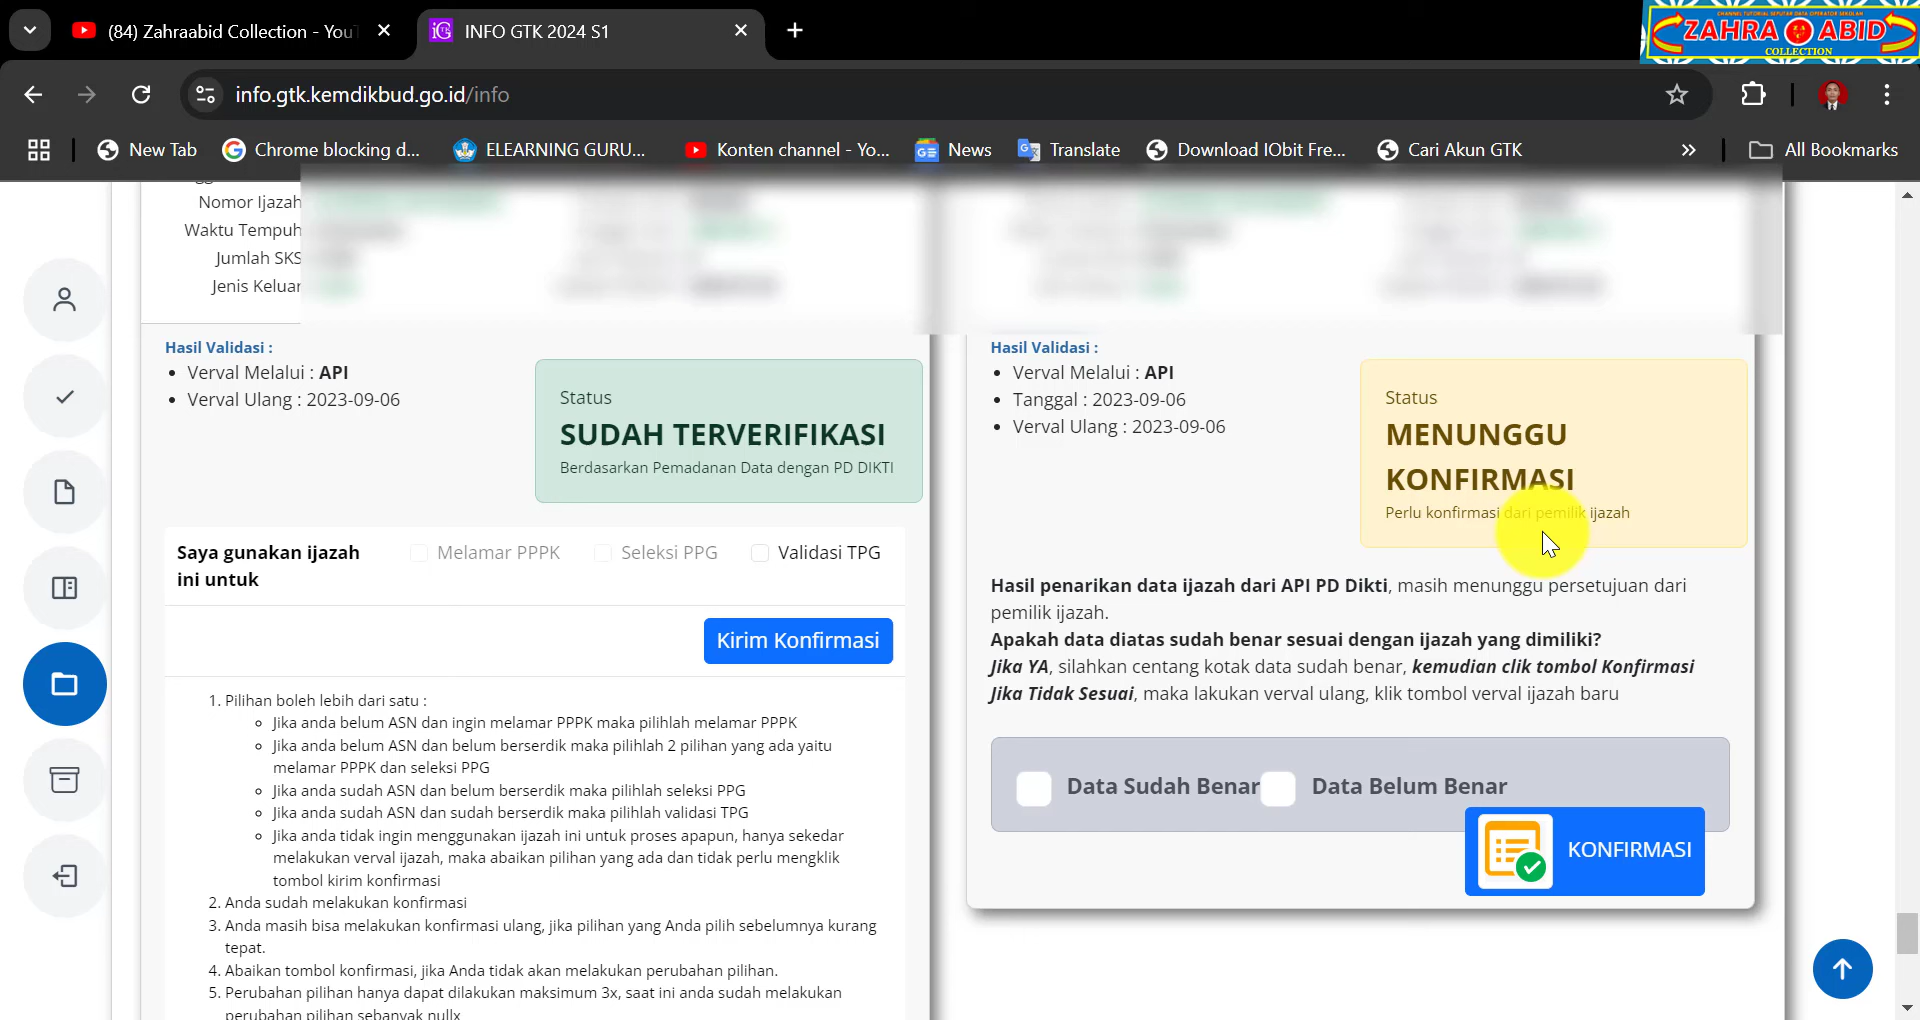 (84) Zahraabid Collection - You
INFO GTK 2024 S1
CHANNEL TUTORIAL SEPUTAR DATA OPERATOR SEKOLAH
ZAHRA ABID
COLLECTION
info.gtk.kemdikbud.go.id/info
New Tab
Chrome blocking d...
ELEARNING GURU...
Konten channel - Yo...
News
Translate
Download IObit Fre...
Cari Akun GTK
All Bookmarks
Nomor Ijazah
Waktu Tempuh
Jumlah SKS
Jenis Keluar
Hasil Validasi :
Verval Melalui : API
Verval Ulang : 2023-09-06
Status
SUDAH TERVERIFIKASI
Berdasarkan Pemadanan Data dengan PD DIKTI
Saya gunakan ijazah
ini untuk
Melamar PPPK
Seleksi PPG
Validasi TPG
Kirim Konfirmasi
1. Pilihan boleh lebih dari satu :
Jika anda belum ASN dan ingin melamar PPPK maka pilihlah melamar PPPK
Jika anda belum ASN dan belum berserdik maka pilihlah 2 pilihan yang ada yaitu
melamar PPPK dan seleksi PPG
Jika anda sudah ASN dan belum berserdik maka pilihlah seleksi PPG
Jika anda sudah ASN dan sudah berserdik maka pilihlah validasi TPG
Jika anda tidak ingin menggunakan ijazah ini untuk proses apapun, hanya sekedar
melakukan verval ijazah, maka abaikan pilihan yang ada dan tidak perlu mengklik
tombol kirim konfirmasi
2. Anda sudah melakukan konfirmasi
3. Anda masih bisa melakukan konfirmasi ulang, jika pilihan yang Anda pilih sebelumnya kurang
tepat.
4. Abaikan tombol konfirmasi, jika Anda tidak akan melakukan perubahan pilihan.
5. Perubahan pilihan hanya dapat dilakukan maksimum 3x, saat ini anda sudah melakukan
perubahan pilihan sebanyak nullx
Hasil Validasi :
Verval Melalui : API
Tanggal : 2023-09-06
Verval Ulang : 2023-09-06
Status
MENUNGGU
KONFIRMASI
Perlu konfirmasi dari pemilik ijazah
Hasil penarikan data ijazah dari API PD Dikti, masih menunggu persetujuan dari
pemilik ijazah.
Apakah data diatas sudah benar sesuai dengan ijazah yang dimiliki?
Jika YA, silahkan centang kotak data sudah benar, kemudian clik tombol Konfirmasi
Jika Tidak Sesuai, maka lakukan verval ulang, klik tombol verval ijazah baru
Data Sudah Benar
Data Belum Benar
KONFIRMASI